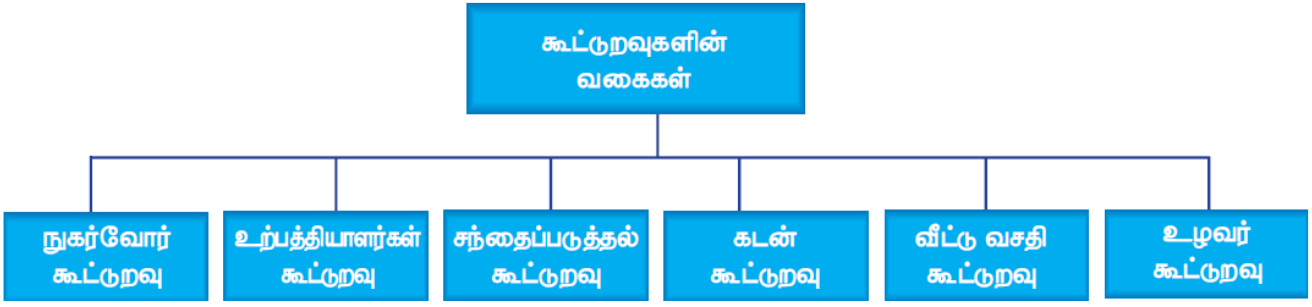 கூட்டுறவுகளின்
வகைகள்
நுகர்வோர்
கூட்டுறவு
உற்பத்தியாளர்கள்
கூட்டுறவு
சந்தைப்படுத்தல்
கூட்டுறவு
கடன்
கூட்டுறவு
வீட்டு வசதி
கூட்டுறவு
உழவர்
கூட்டுறவு